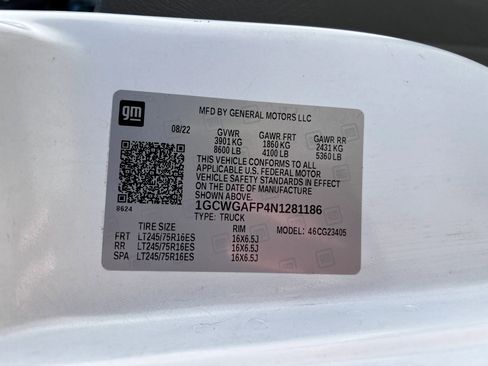 gm
MFD BY GENERAL MOTORS LLC
08/22 GVWR GAWR FRT GAWR RR
3901 KG 1860 KG 2431 KG
8600 LB 4100 LB 5360 LB
THIS VEHICLE CONFORMS TO ALL
APPLICABLE U.S. FEDERAL MOTOR
VEHICLE SAFETY STANDARDS IN EFFECT
ON THE DATE OF MANUFACTURE
SHOWN ABOVE.
8624 1GCWGAFP4N1281186
TYPE: TRUCK
TIRE SIZE RIM MODEL: 46CG23405
FRT LT245/75R16ES 16X6.5J
RR LT245/75R16ES 16X6.5J
SPA LT245/75R16ES 16X6.5J